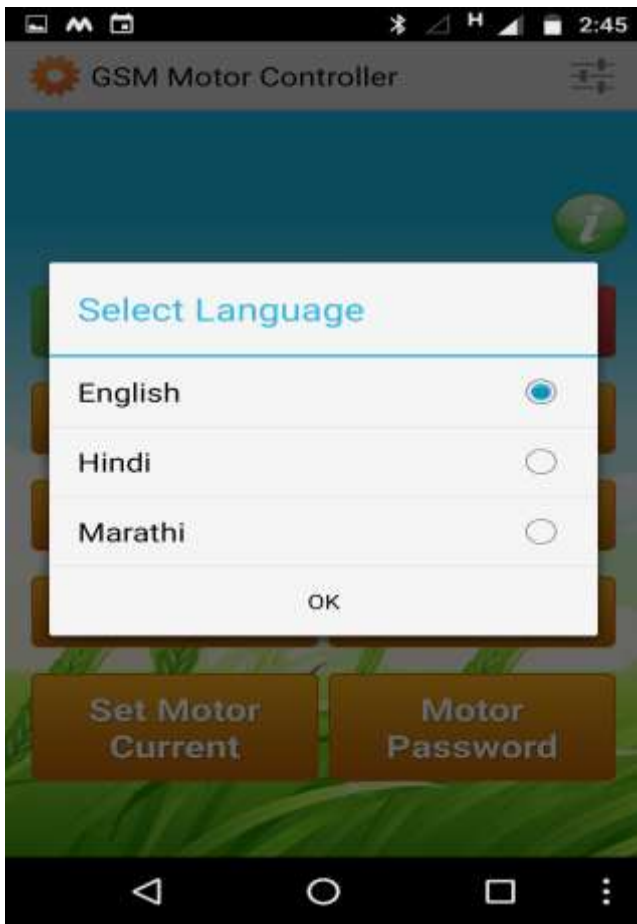 H 2:45
GSM Motor Controller
i
Select Language
English
Hindi
Marathi
OK
Set Motor
Current
Motor
Password